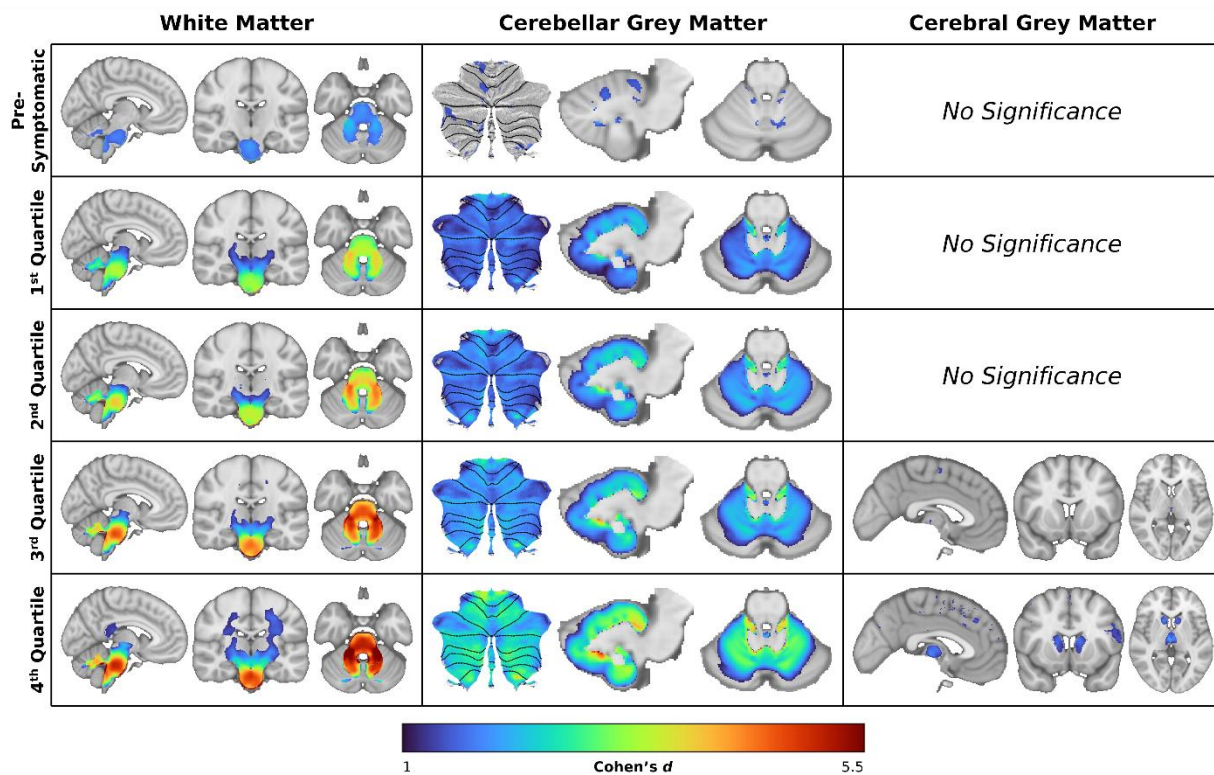 White Matter
Cerebellar Grey Matter
Cerebral Grey Matter
Pre-
Symptomatic
No Significance
1st Quartile
No Significance
2nd Quartile
No Significance
3rd Quartile
4th Quartile
1
Cohen's d
5.5